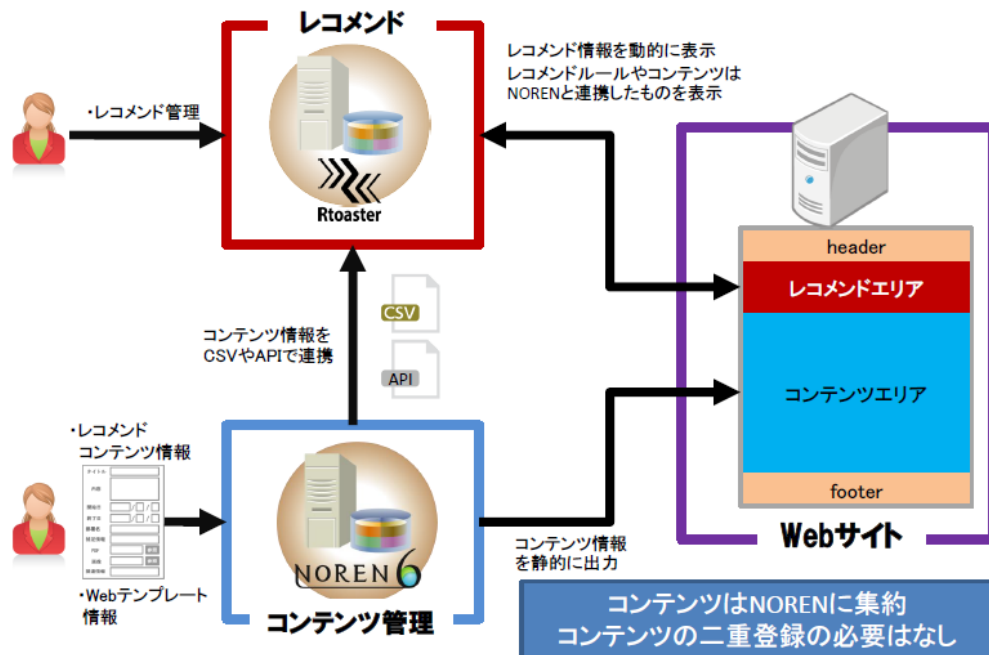 レコメンド
・レコメンド管理
Rtoaster
レコメンド情報を動的に表示
レコメンドルールやコンテンツは
NORENと連携したものを表示
header
レコメンドエリア
コンテンツエリア
footer
Webサイト
コンテンツ情報を
CSVやAPIで連携
CSV
API
・レコメンド
コンテンツ情報
タイトル
内容
・Webテンプレート
情報
NOREN6
コンテンツ管理
コンテンツ情報
を静的に出力
コンテンツはNORENに集約
コンテンツの二重登録の必要はなし